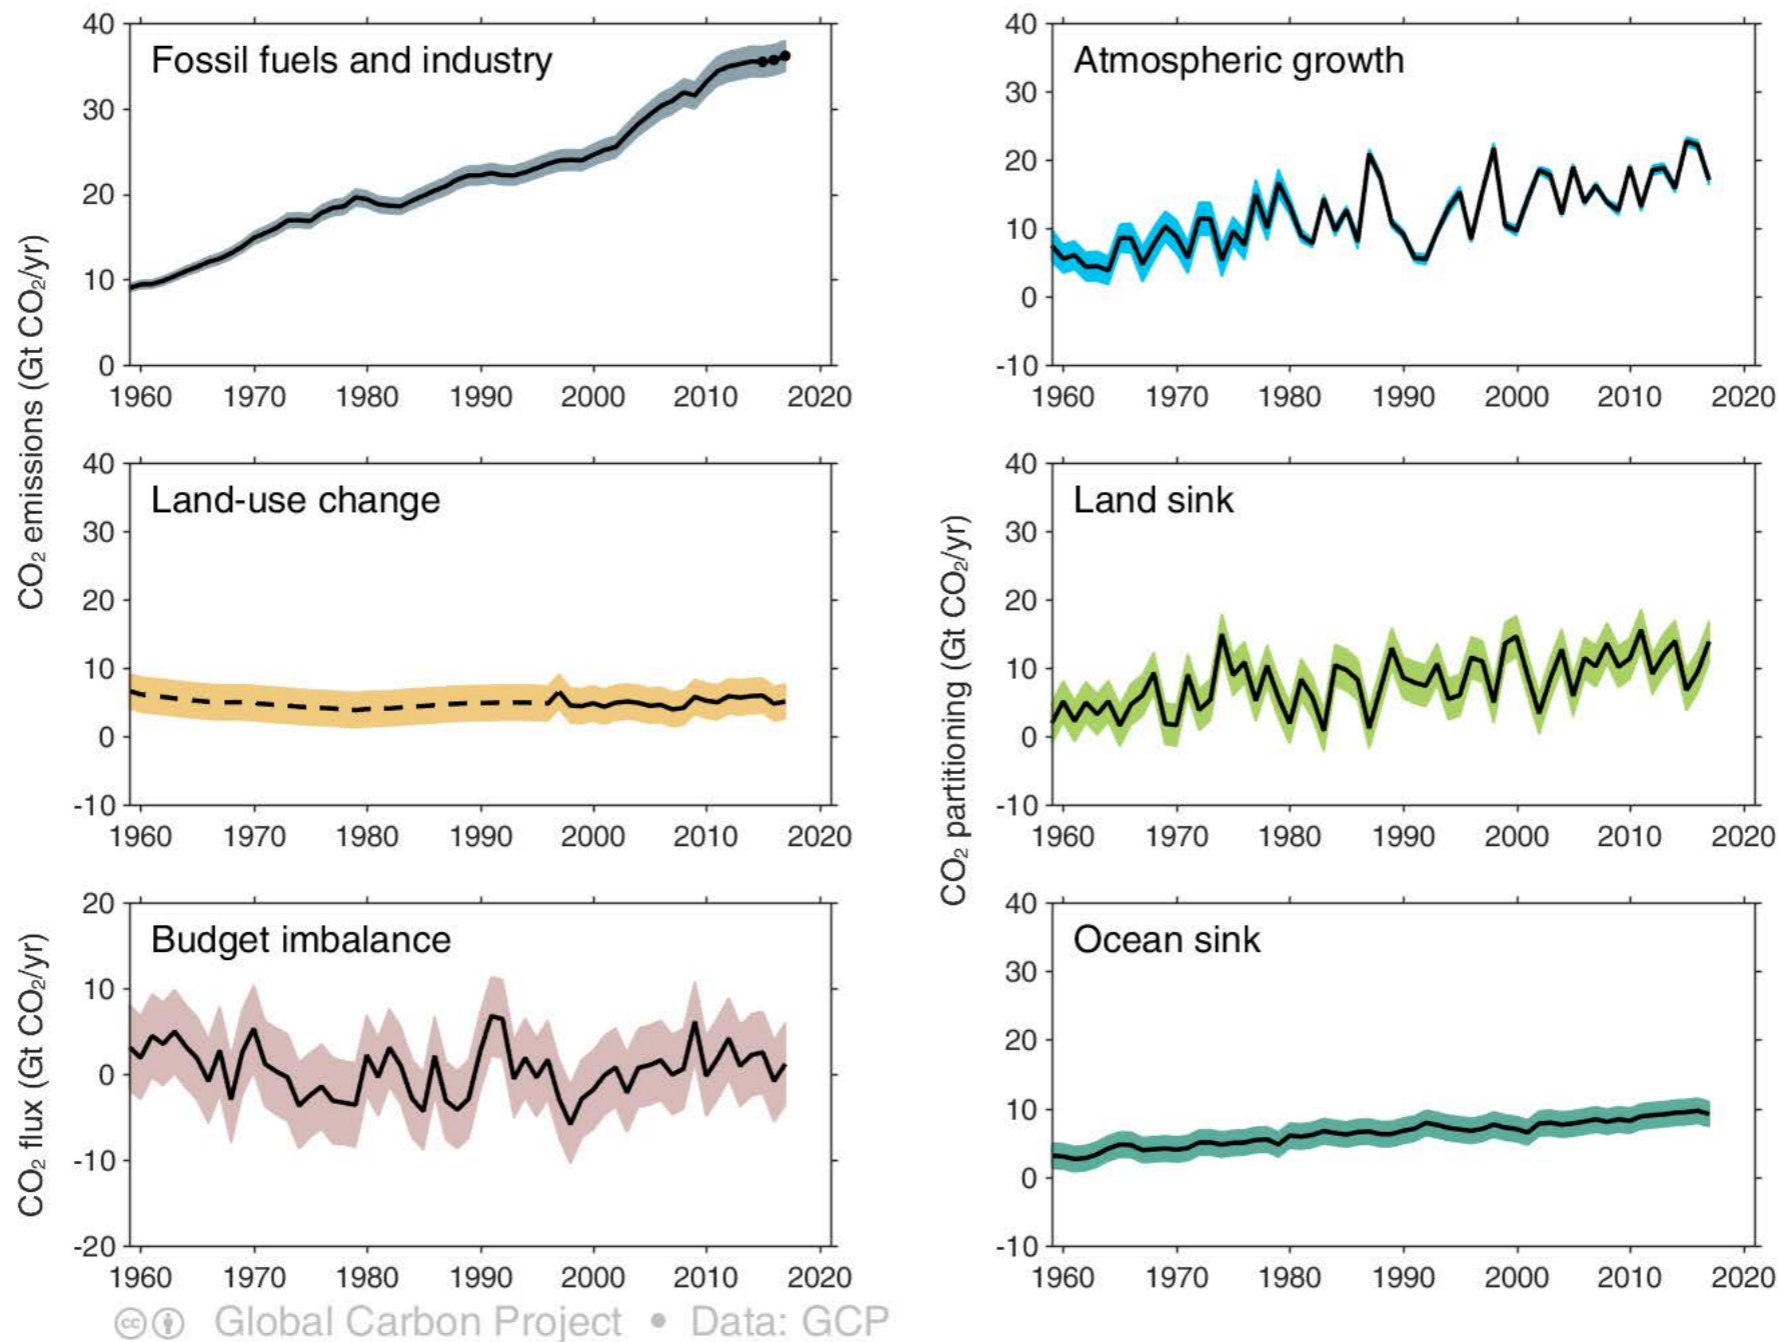 CO₂ emissions (Gt CO₂/yr)
Fossil fuels and industry
40
30
20
10
0
1960 1970 1980 1990 2000 2010 2020
Land-use change
40
30
20
10
0
-10
1960 1970 1980 1990 2000 2010 2020
CO₂ flux (Gt CO₂/yr)
Budget imbalance
20
10
0
-10
-20
1960 1970 1980 1990 2000 2010 2020
CO₂ partitioning (Gt CO₂/yr)
Atmospheric growth
40
30
20
10
0
-10
1960 1970 1980 1990 2000 2010 2020
Land sink
40
30
20
10
0
-10
1960 1970 1980 1990 2000 2010 2020
Ocean sink
40
30
20
10
0
-10
1960 1970 1980 1990 2000 2010 2020
cc Global Carbon Project • Data: GCP